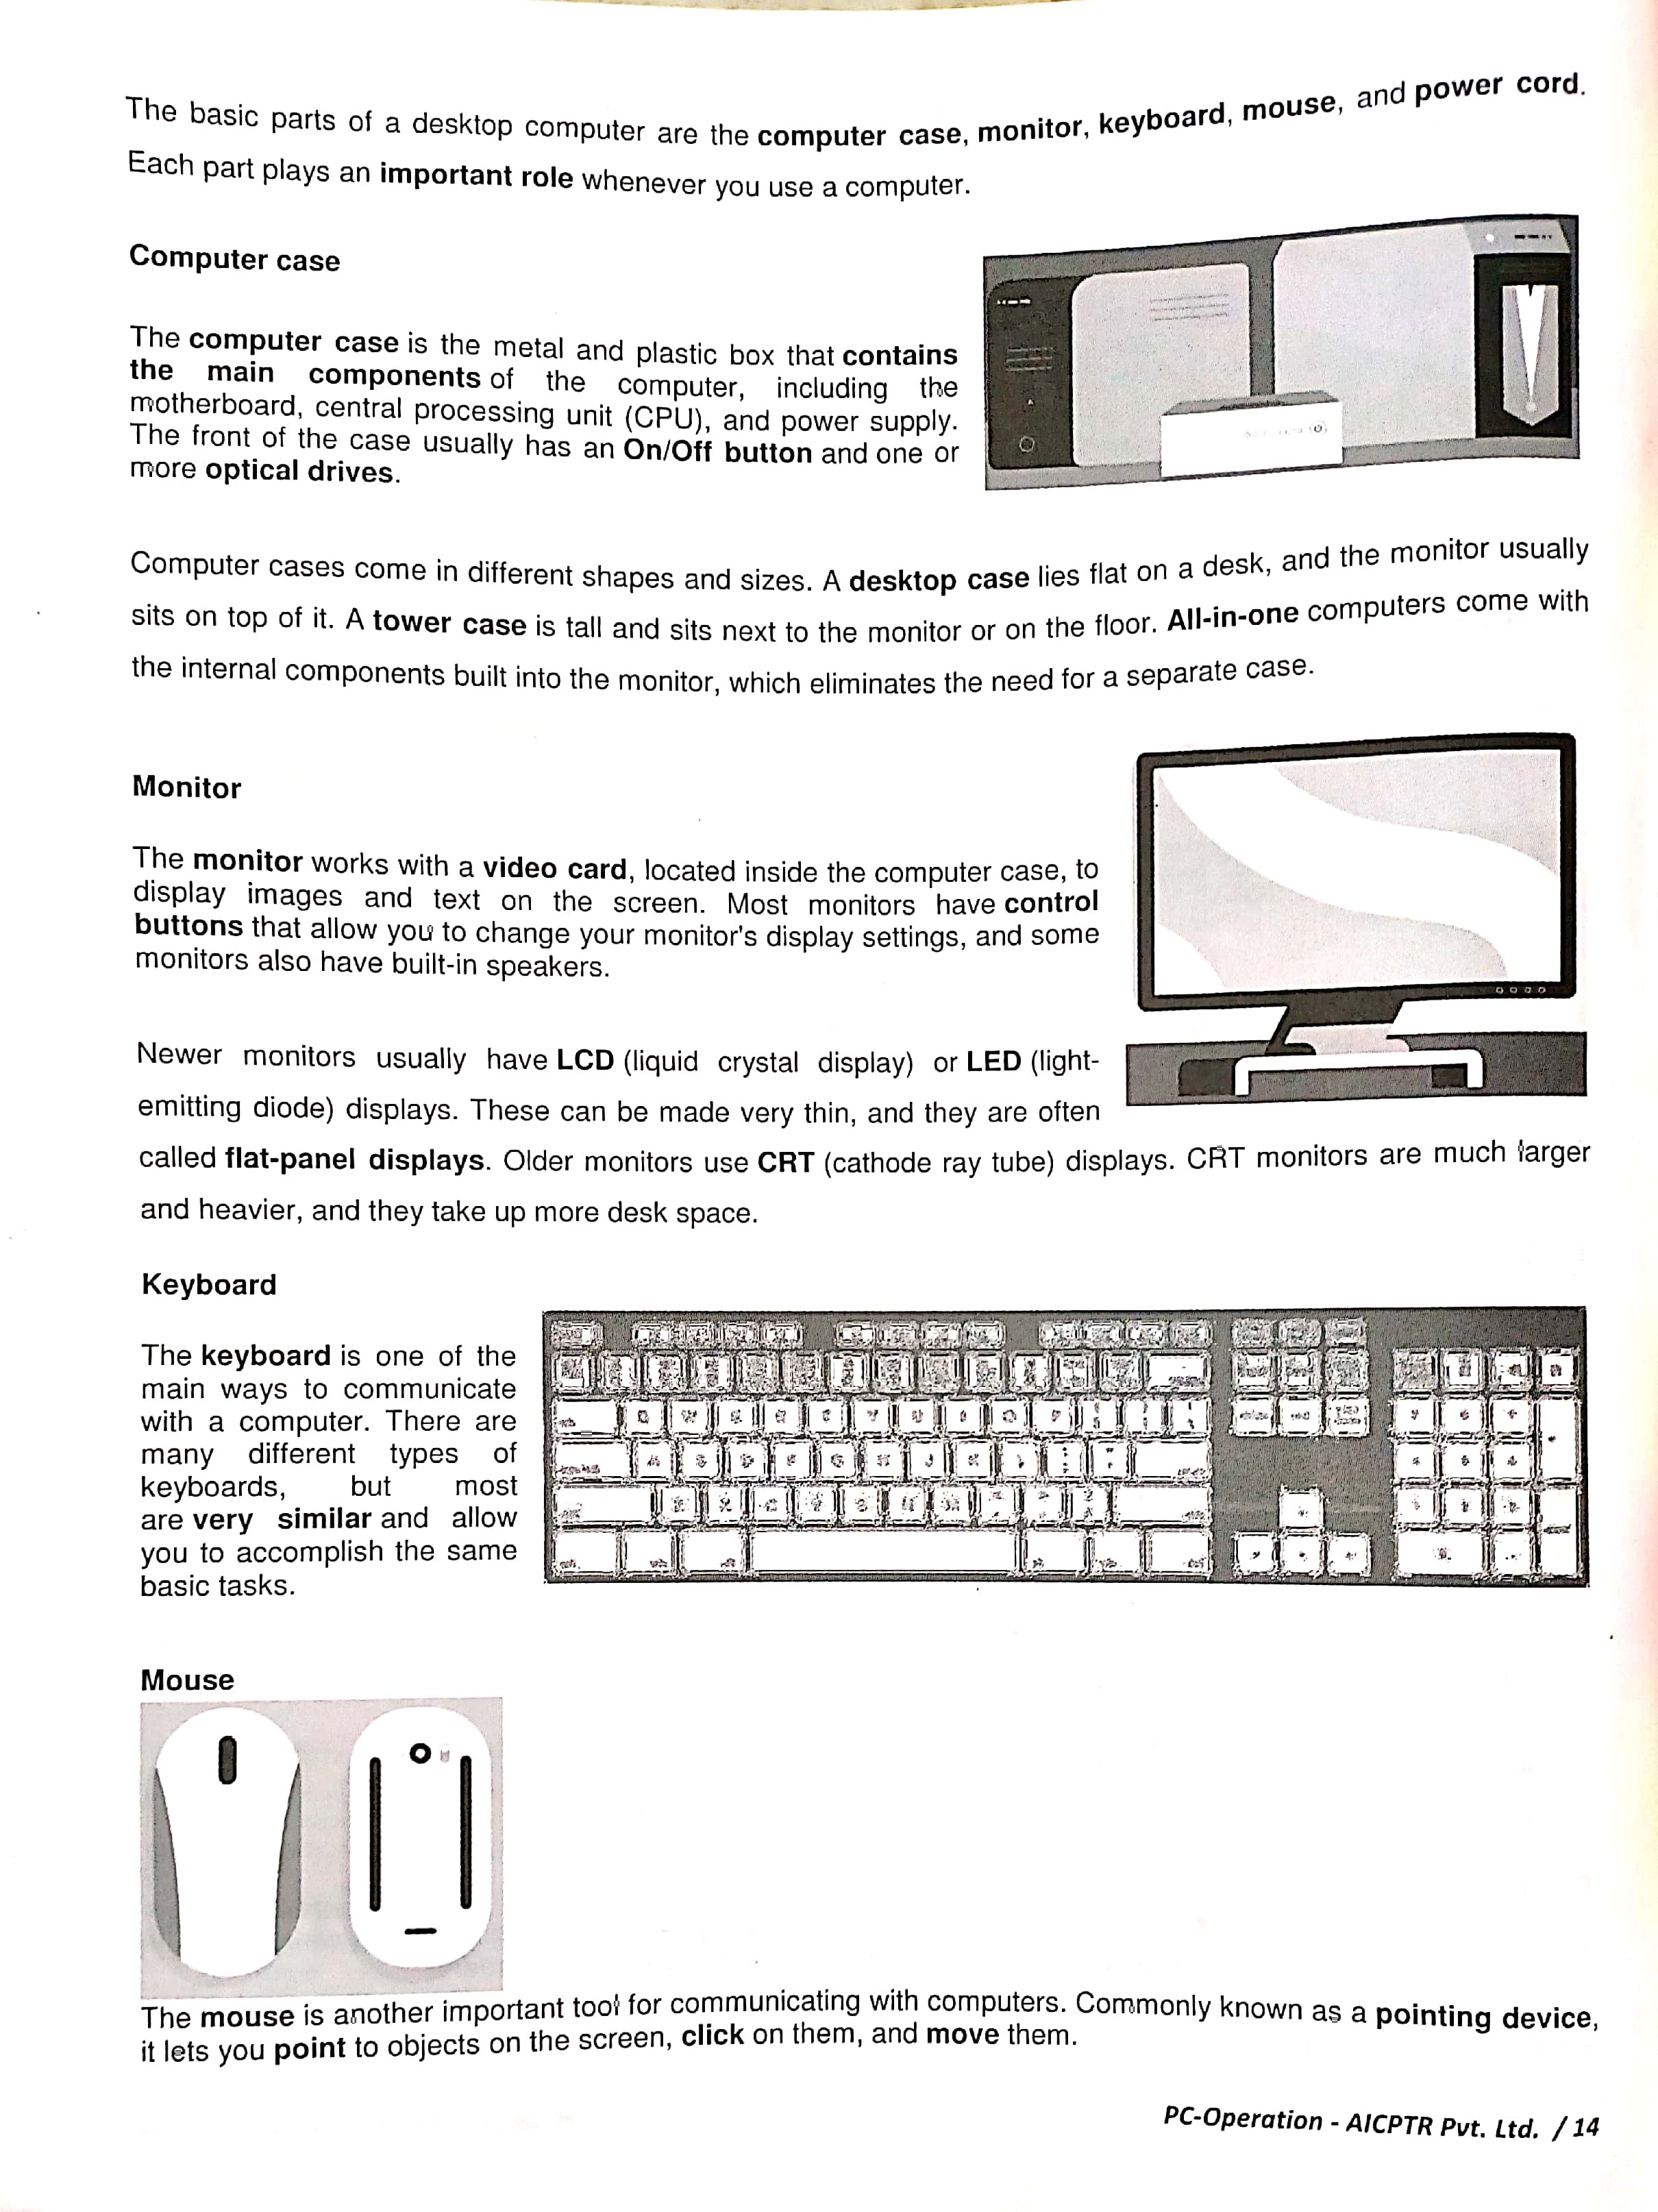 The basic parts of a desktop computer are the computer case, monitor, keyboard, mouse, and power cord.
Each part plays an important role whenever you use a computer.
Computer case
The computer case is the metal and plastic box that contains
the main components of the computer, including the
motherboard, central processing unit (CPU), and power supply.
The front of the case usually has an On/Off button and one or
more optical drives.
Computer cases come in different shapes and sizes. A desktop case lies flat on a desk, and the monitor usually
sits on top of it. A tower case is tall and sits next to the monitor or on the floor. All-in-one computers come with
the internal components built into the monitor, which eliminates the need for a separate case.
Monitor
The monitor works with a video card, located inside the computer case, to
display images and text on the screen. Most monitors have control
buttons that allow you to change your monitor's display settings, and some
monitors also have built-in speakers.
Newer monitors usually have LCD (liquid crystal display) or LED (light-
emitting diode) displays. These can be made very thin, and they are often
called flat-panel displays. Older monitors use CRT (cathode ray tube) displays. CRT monitors are much larger
and heavier, and they take up more desk space.
Keyboard
The keyboard is one of the
main ways to communicate
with a computer. There are
many different types of
keyboards, but most
are very similar and allow
you to accomplish the same
basic tasks.
Mouse
The mouse is another important tool for communicating with computers. Commonly known as a pointing device,
it lets you point to objects on the screen, click on them, and move them.
PC-Operation - AICPTR Pvt. Ltd. / 14